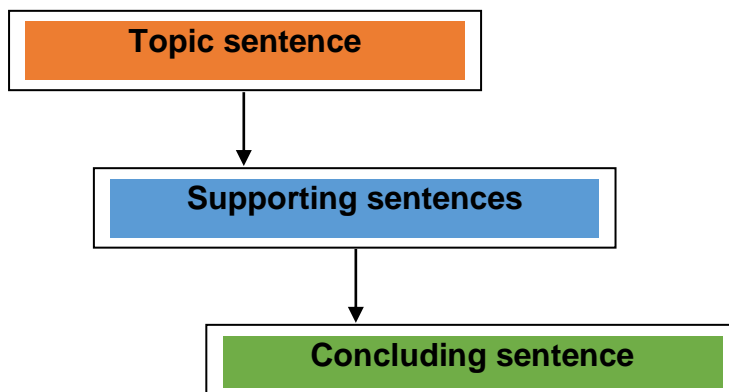 Topic sentence
Supporting sentences
Concluding sentence